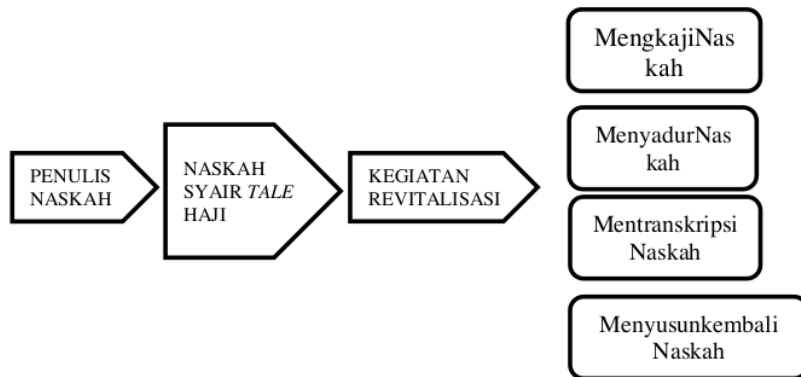 PENULIS
NASKAH
NASKAH
SYAIR TALE
HAJI
KEGIATAN
REVITALISASI
MengkajiNas
kah
MenyadurNas
kah
Mentranskripsi
Naskah
Menyusunkembali
Naskah